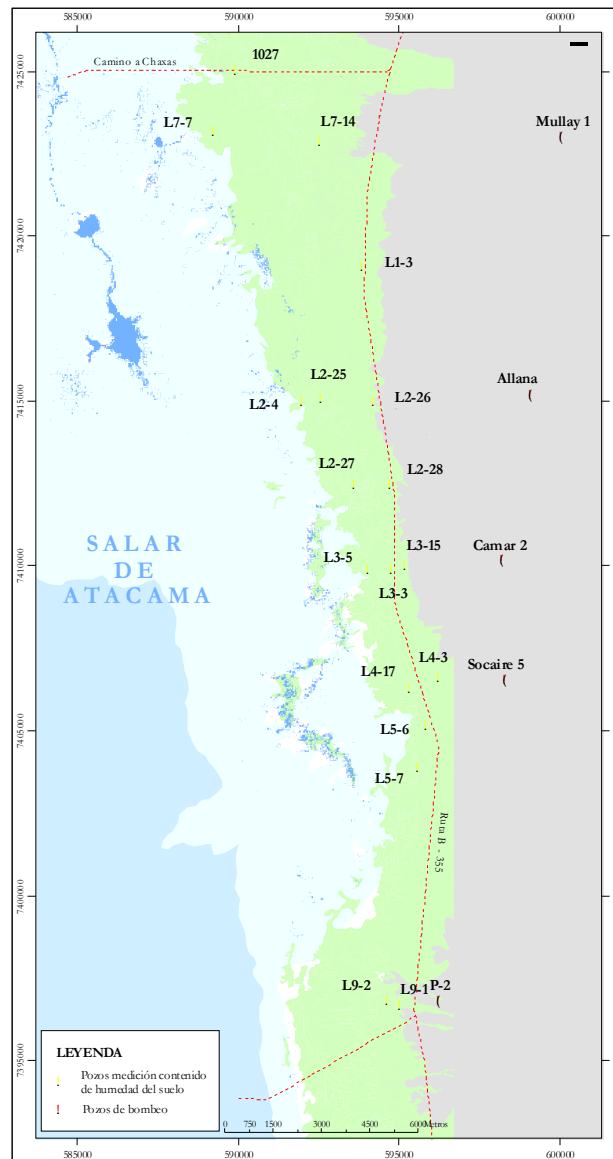 585000 590000 595000 600000
7425000
7420000
7415000
7410000
7405000
7400000
7395000
Camino a Chaxas
1027
L7-7
L7-14
Mullay 1
L1-3
L2-25
Allana
L2-4
L2-26
L2-27
L2-28
SALAR
DE
ATACAMA
L3-5
L3-15
Camar 2
L3-3
L4-17
L4-3
Socaire 5
L5-6
L5-7
Ruta B - 355
L9-2
L9-1
P-2
LEYENDA
Pozos medición contenido
de humedad del suelo
Pozos de bombeo
0 750 1500 3000 4500 6000 Metros
585000 590000 595000 600000